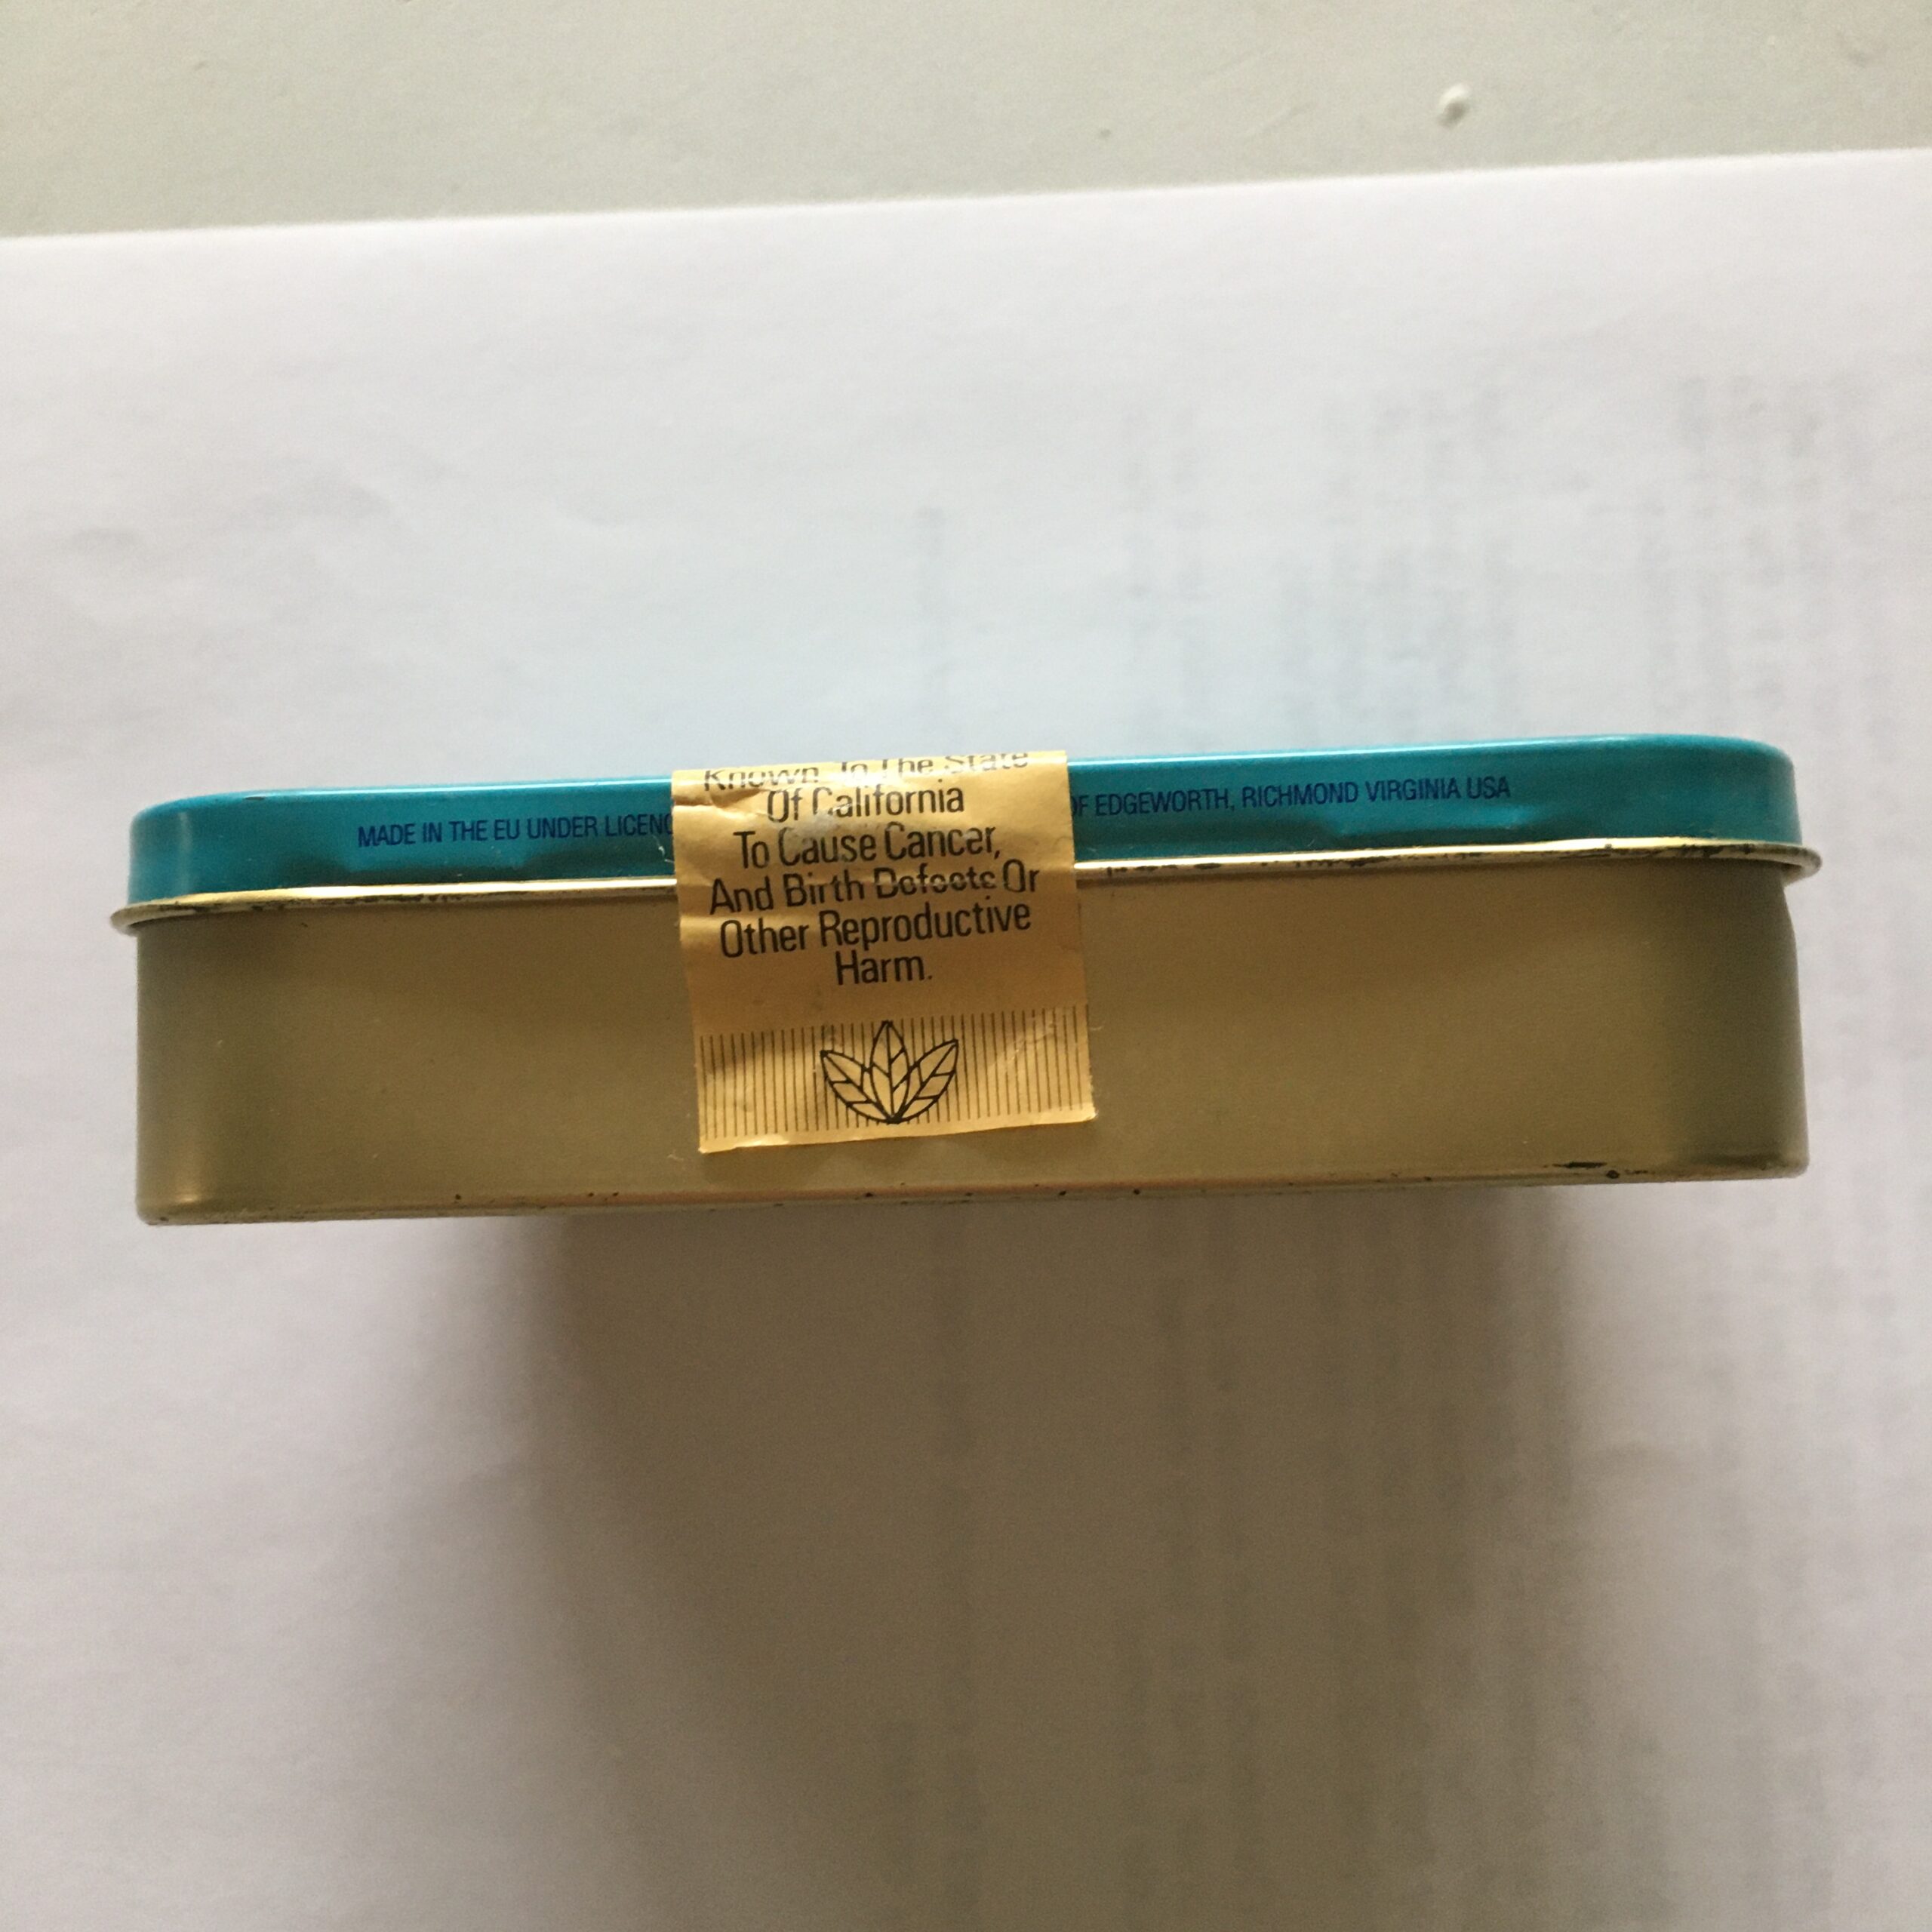 Known To The State
Of California
To Cause Cancer,
And Birth Defects Or
Other Reproductive
Harm.
MADE IN THE EU UNDER LICENC
OF EDGEWORTH, RICHMOND VIRGINIA USA